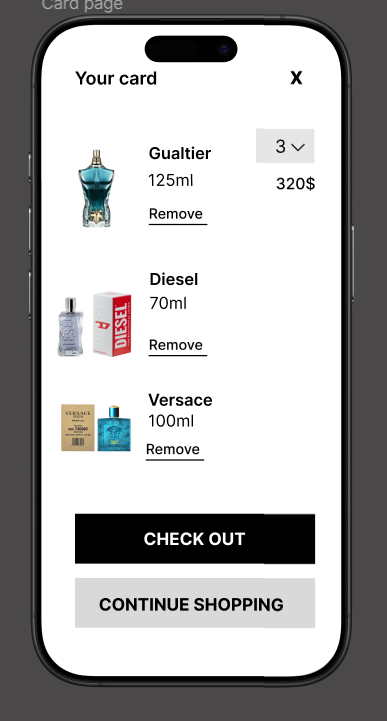 Card page
Your card
X
Gualtier
3
125ml
320$
Remove
Diesel
70ml
DIESEL
Remove
Versace
100ml
VERSACE
Remove
CHECK OUT
CONTINUE SHOPPING